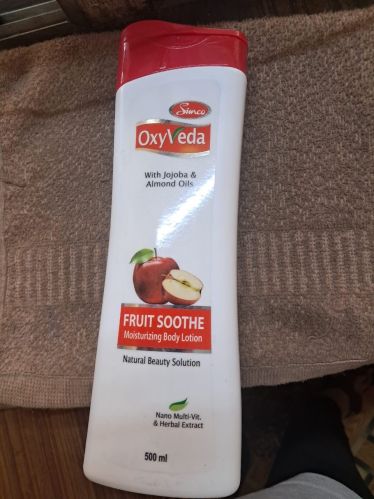 Simco
OxyVeda
With Jojoba &
Almond Oils
FRUIT SOOTHE
Moisturizing Body Lotion
Natural Beauty Solution
Nano Multi-Vit.
& Herbal Extract
500 ml